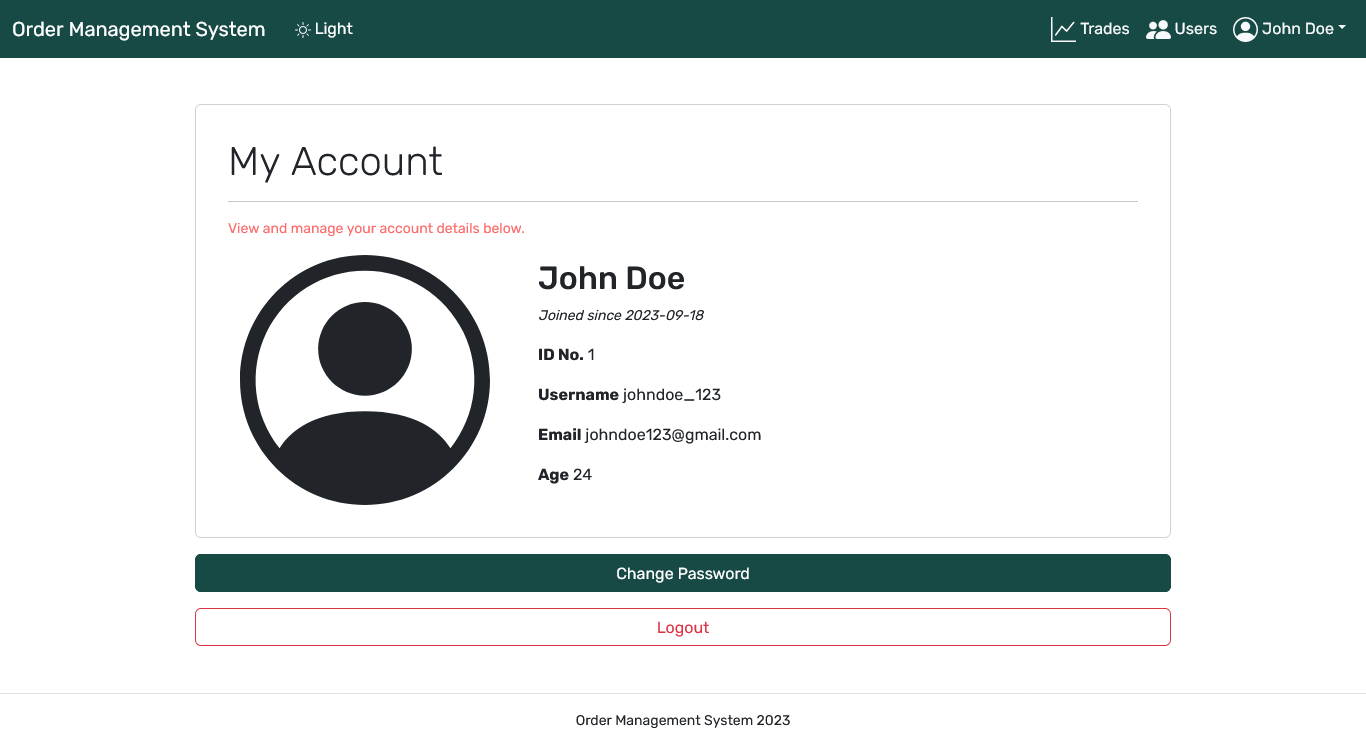 Order Management System Light Trades Users John Doe
My Account
View and manage your account details below.
John Doe
Joined since 2023-09-18
ID No. 1
Username johndoe_123
Email johndoe123@gmail.com
Age 24
Change Password
Logout
Order Management System 2023